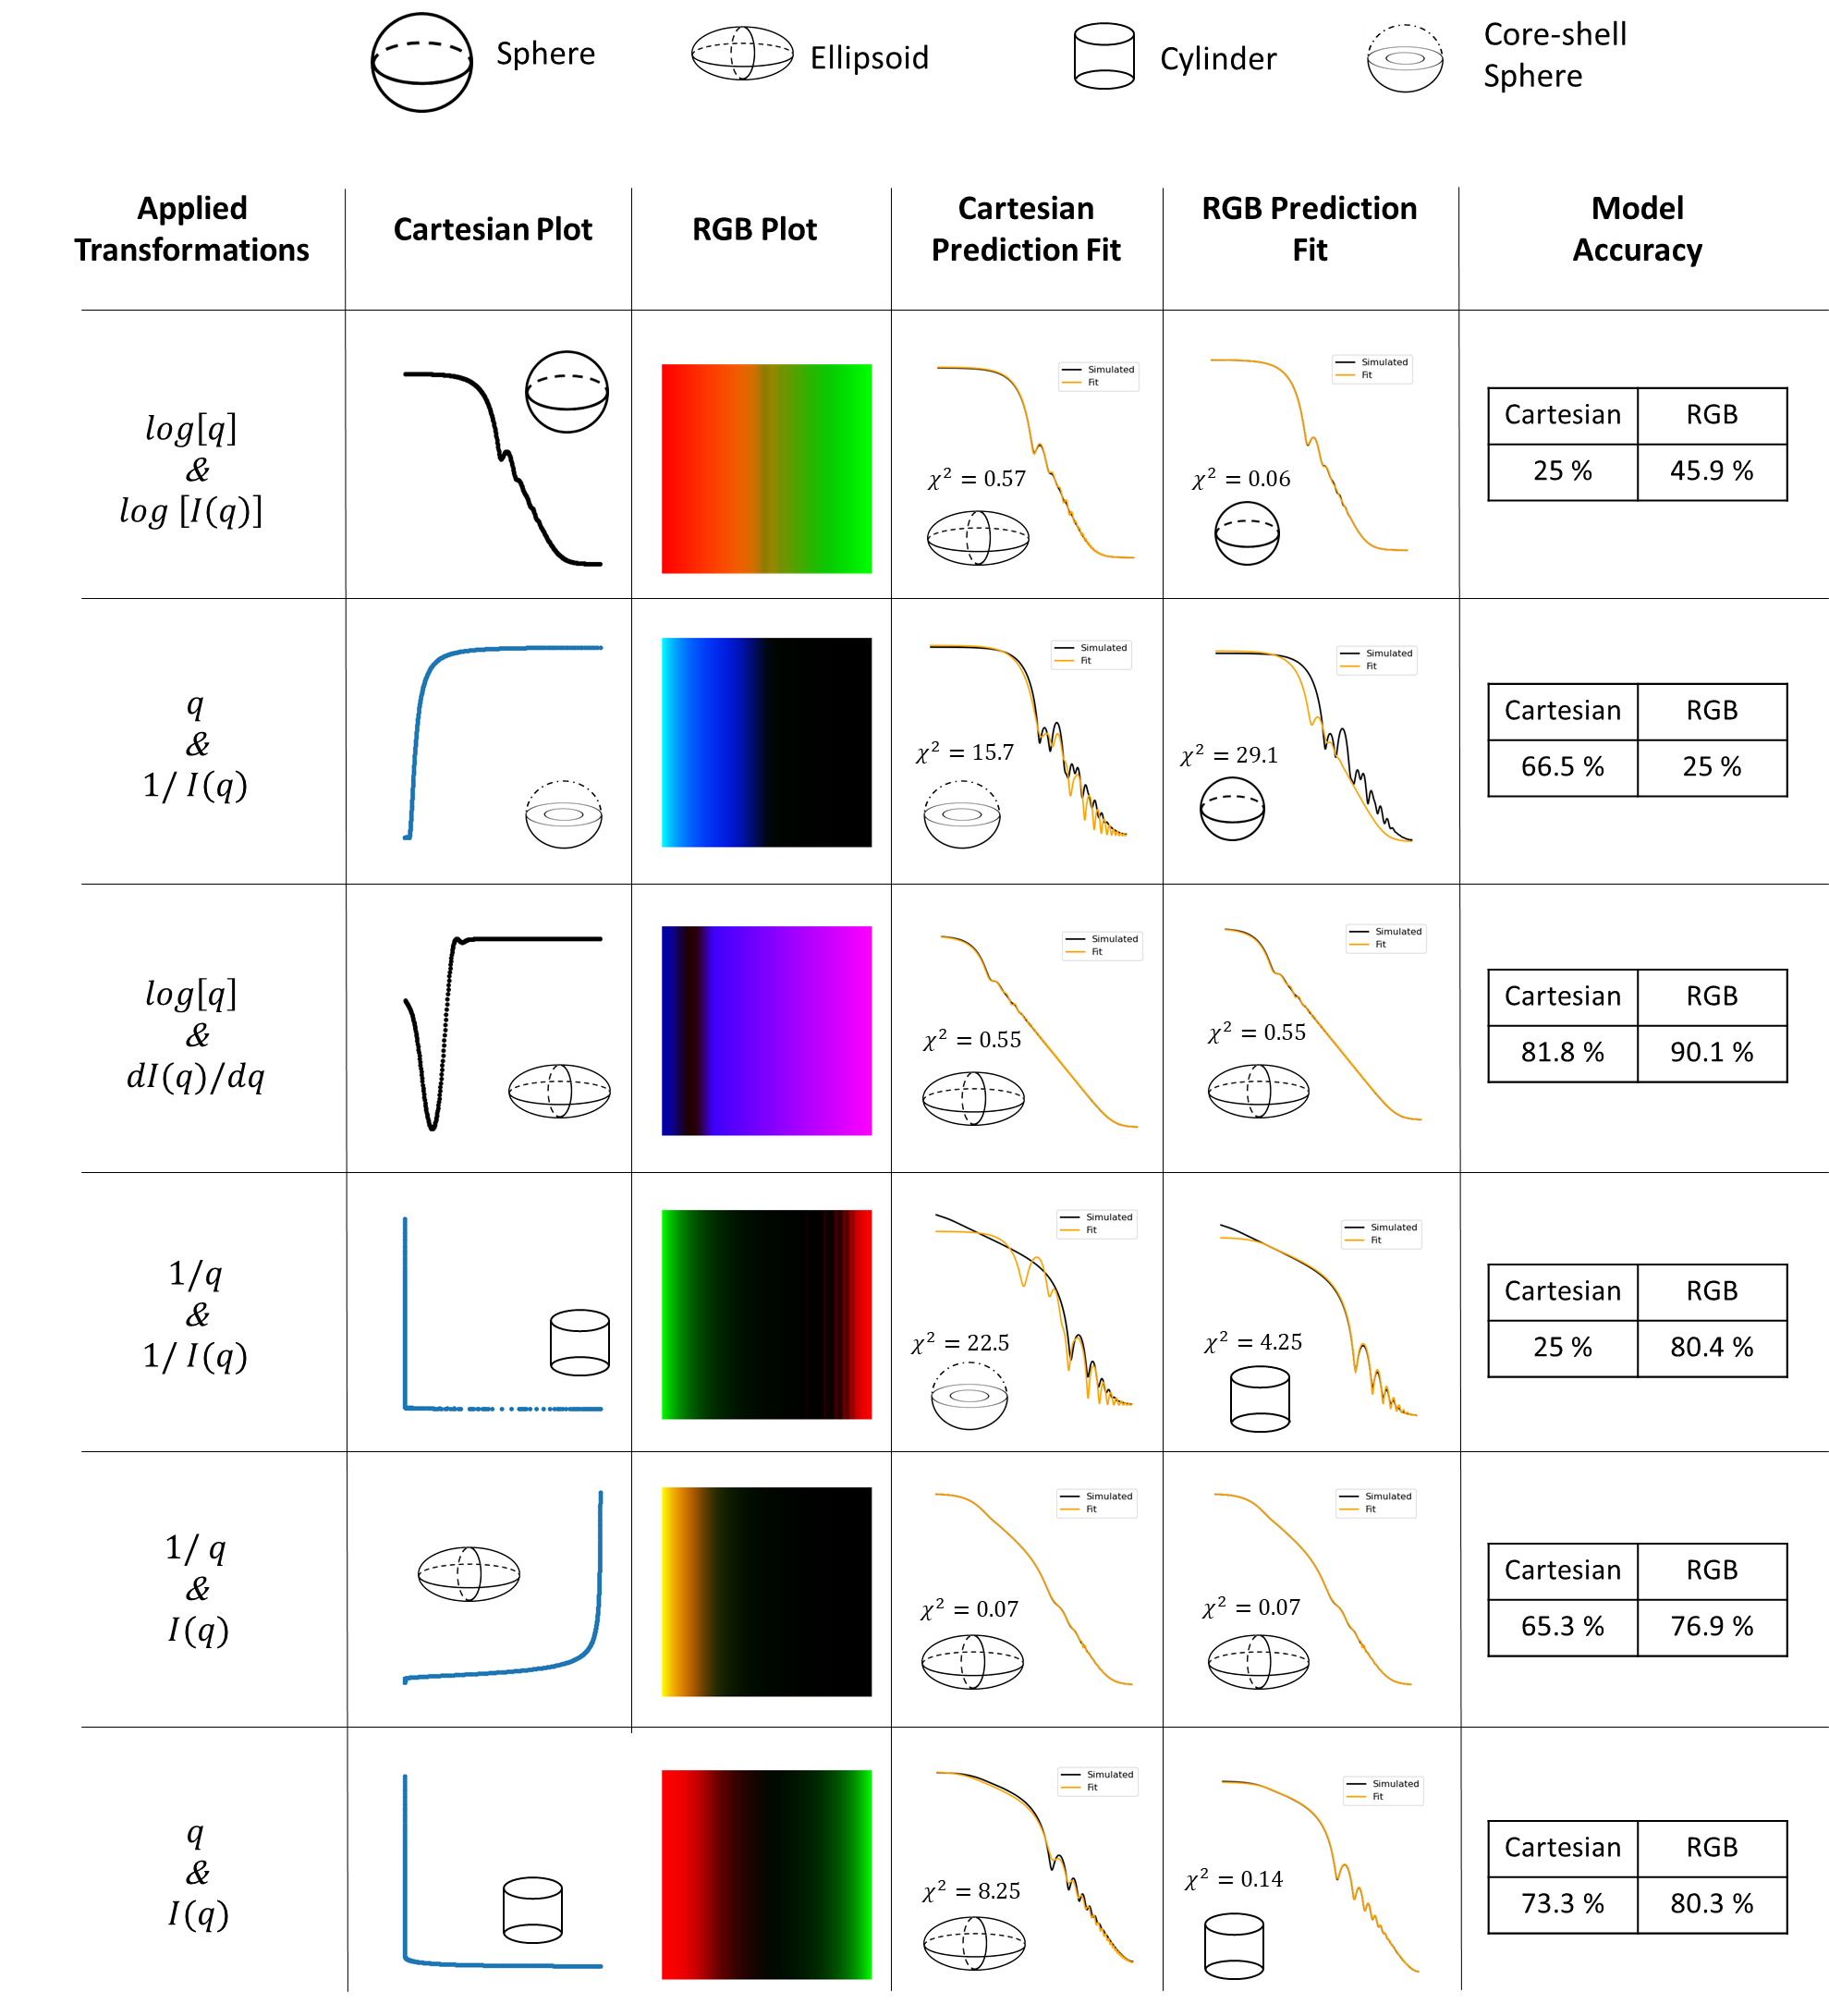 Sphere
Ellipsoid
Cylinder
Core-shell
Sphere
Applied
Transformations
Cartesian Plot
RGB Plot
Cartesian
Prediction Fit
RGB Prediction
Fit
Model
Accuracy
log[q]
&
log [I(q)]
Simulated
Fit
χ² = 0.57
Simulated
Fit
χ² = 0.06
Cartesian RGB
25 % 45.9 %
q
&
1/ I(q)
Simulated
Fit
χ² = 15.7
Simulated
Fit
χ² = 29.1
Cartesian RGB
66.5 % 25 %
log[q]
&
dI(q)/dq
Simulated
Fit
χ² = 0.55
Simulated
Fit
χ² = 0.55
Cartesian RGB
81.8 % 90.1 %
1/q
&
1/ I(q)
Simulated
Fit
χ² = 22.5
Simulated
Fit
χ² = 4.25
Cartesian RGB
25 % 80.4 %
1/ q
&
I(q)
Simulated
Fit
χ² = 0.07
Simulated
Fit
χ² = 0.07
Cartesian RGB
65.3 % 76.9 %
q
&
I(q)
Simulated
Fit
χ² = 8.25
Simulated
Fit
χ² = 0.14
Cartesian RGB
73.3 % 80.3 %